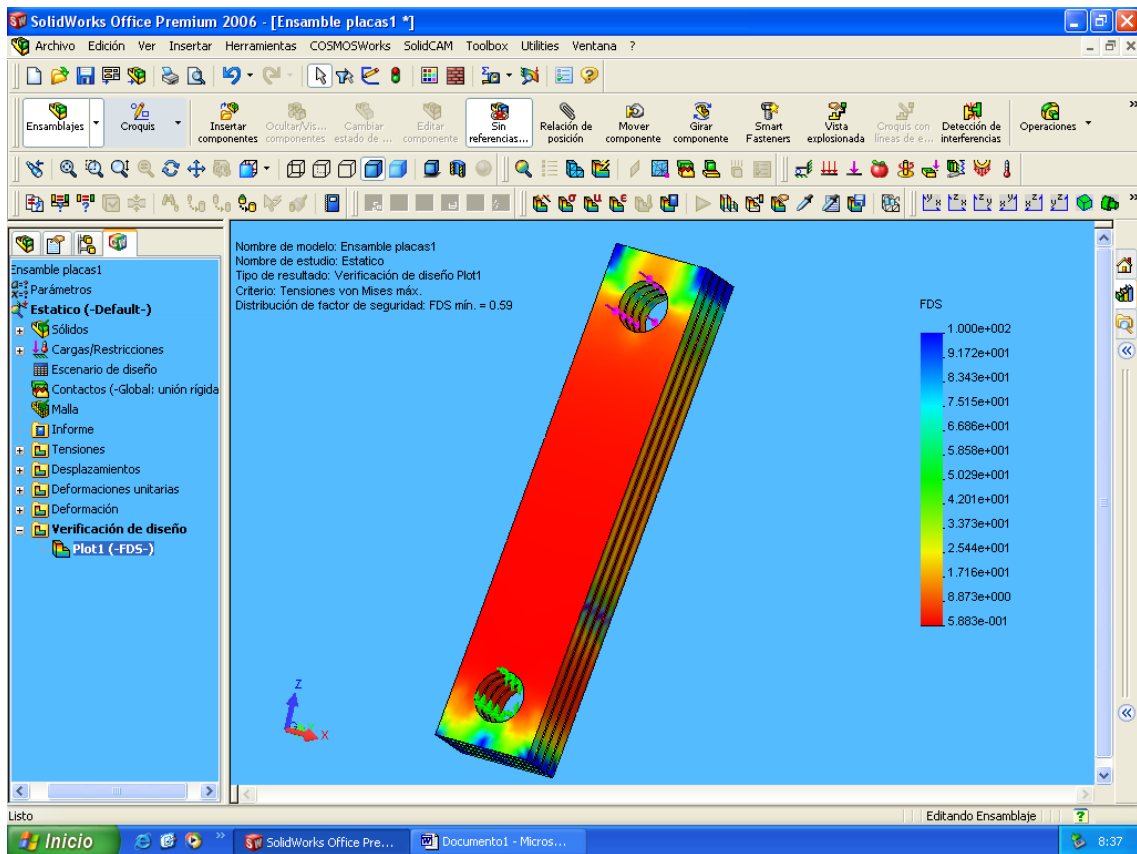 SolidWorks Office Premium 2006 - [Ensamble placas1 *]
Archivo Edición Ver Insertar Herramientas COSMOSWorks SolidCAM Toolbox Utilities Ventana ?
Ensamblajes
Croquis
Insertar componentes
Ocultar/Vis... componentes
Cambiar estado de ...
Editar componente
Sin referencias...
Relación de posición
Mover componente
Girar componente
Smart Fasteners
Vista explosionada
Croquis con líneas de e...
Detección de interferencias
Operaciones
Ensamble placas1
Parámetros
Estatico (-Default-)
Sólidos
Cargas/Restricciones
Escenario de diseño
Contactos (-Global: unión rígida
Malla
Informe
Tensiones
Desplazamientos
Deformaciones unitarias
Deformación
Verificación de diseño
Plot1 (-FDS-)
Nombre de modelo: Ensamble placas1
Nombre de estudio: Estatico
Tipo de resultado: Verificación de diseño Plot1
Criterio: Tensiones von Mises máx.
Distribución de factor de seguridad: FDS mín. = 0.59
FDS
1.000e+002
9.172e+001
8.343e+001
7.515e+001
6.686e+001
5.858e+001
5.029e+001
4.201e+001
3.373e+001
2.544e+001
1.716e+001
8.873e+000
5.883e-001
Z
X
Listo
Editando Ensamblaje
Inicio
SolidWorks Office Pre...
Documento1 - Micros...
8:37